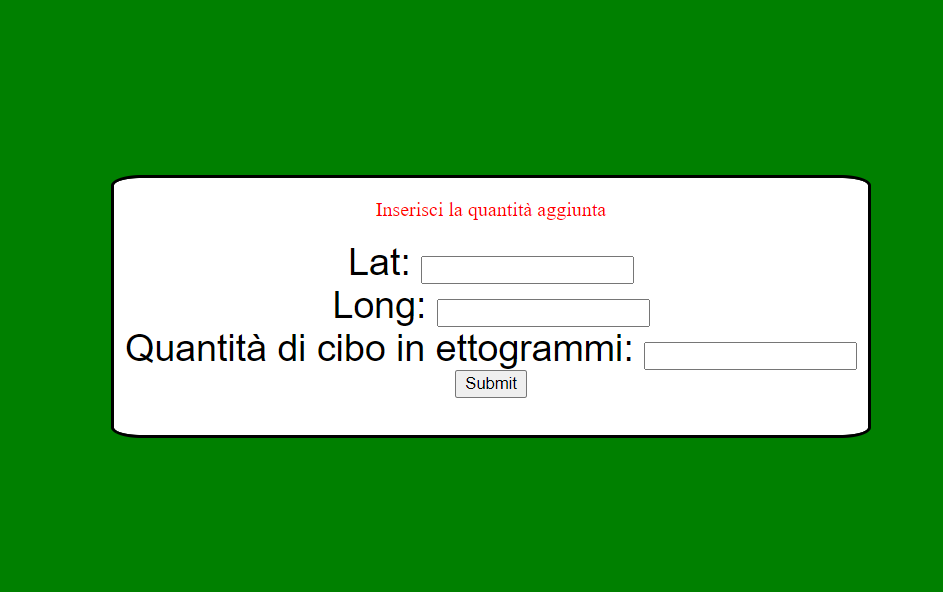 Inserisci la quantità aggiunta
Lat:
Long:
Quantità di cibo in ettogrammi:
Submit